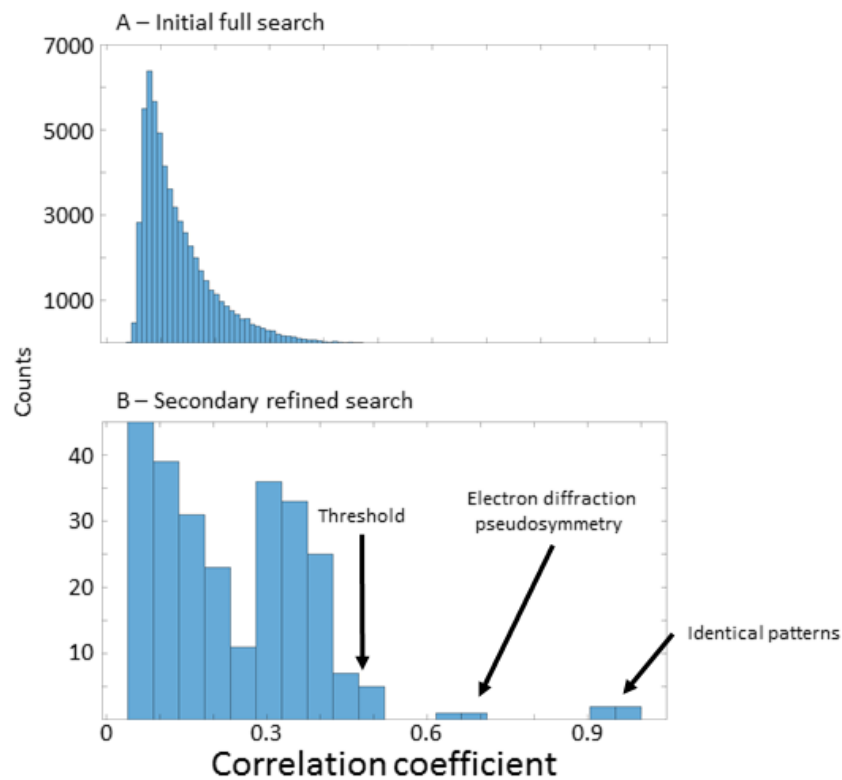 A – Initial full search
7000
5000
3000
1000
Counts
B – Secondary refined search
40
30
20
10
Threshold
Electron diffraction
pseudosymmetry
Identical patterns
0
0.3
0.6
0.9
Correlation coefficient